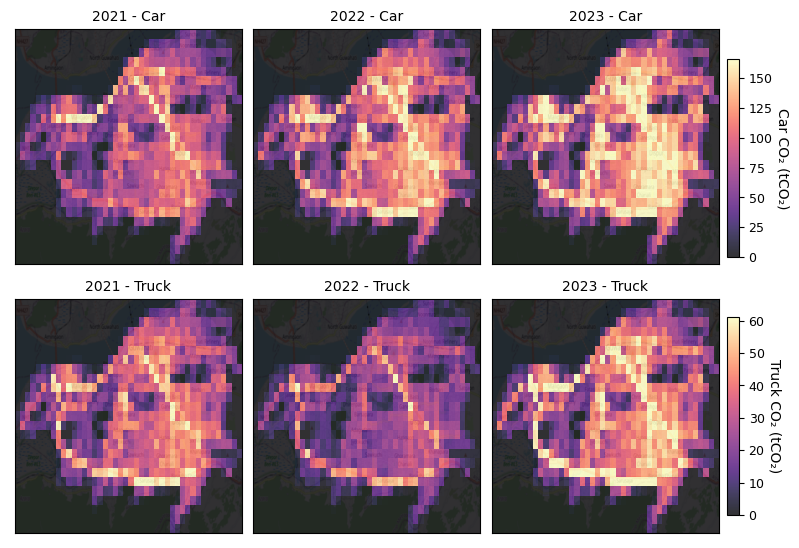 2021 - Car
2022 - Car
2023 - Car
150
125
100
75
50
25
0
Car CO₂ (tCO₂)
2021 - Truck
2022 - Truck
2023 - Truck
60
50
40
30
20
10
0
Truck CO₂ (tCO₂)